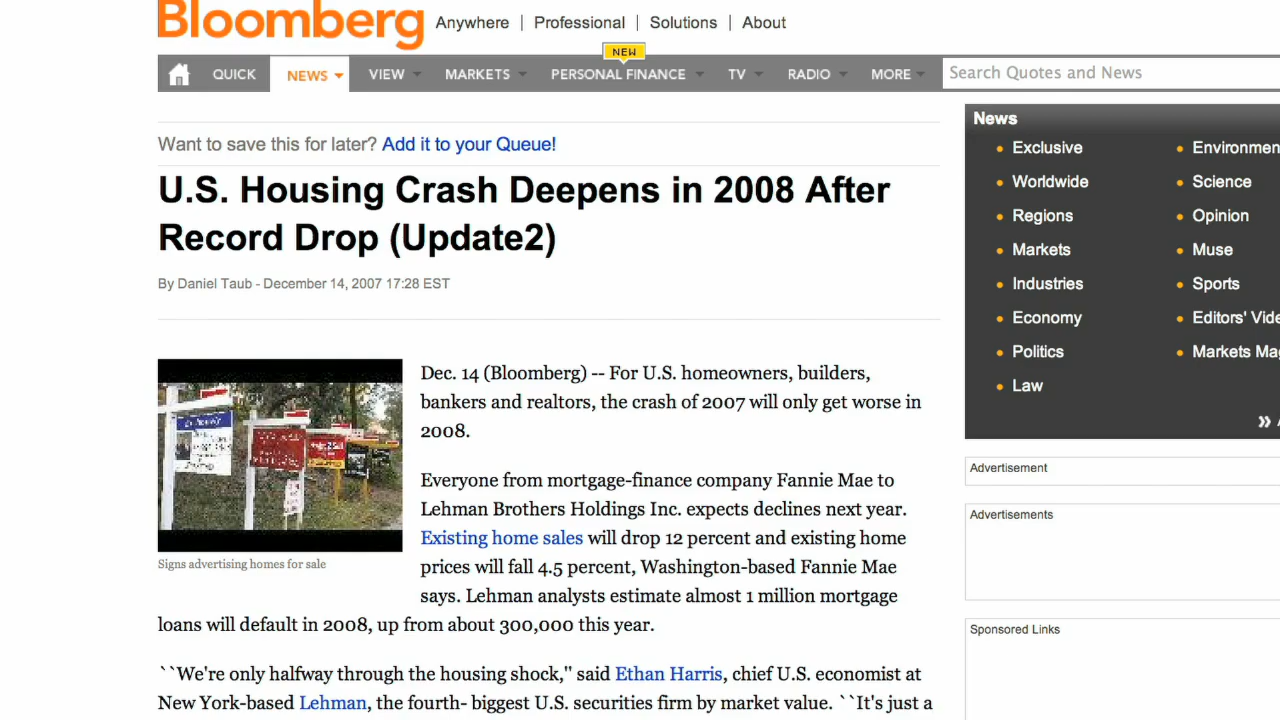 Bloomberg
Anywhere | Professional | Solutions | About
NEW
QUICK NEWS VIEW MARKETS PERSONAL FINANCE TV RADIO MORE Search Quotes and News
Want to save this for later? Add it to your Queue!
U.S. Housing Crash Deepens in 2008 After
Record Drop (Update2)
By Daniel Taub - December 14, 2007 17:28 EST
Signs advertising homes for sale
Dec. 14 (Bloomberg) -- For U.S. homeowners, builders,
bankers and realtors, the crash of 2007 will only get worse in
2008.
Everyone from mortgage-finance company Fannie Mae to
Lehman Brothers Holdings Inc. expects declines next year.
Existing home sales will drop 12 percent and existing home
prices will fall 4.5 percent, Washington-based Fannie Mae
says. Lehman analysts estimate almost 1 million mortgage
loans will default in 2008, up from about 300,000 this year.
``We're only halfway through the housing shock,'' said Ethan Harris, chief U.S. economist at
New York-based Lehman, the fourth- biggest U.S. securities firm by market value. ``It's just a
News
Exclusive
Worldwide
Regions
Markets
Industries
Economy
Politics
Law
Environmen
Science
Opinion
Muse
Sports
Editors' Vide
Markets Mag
Advertisement
Advertisements
Sponsored Links